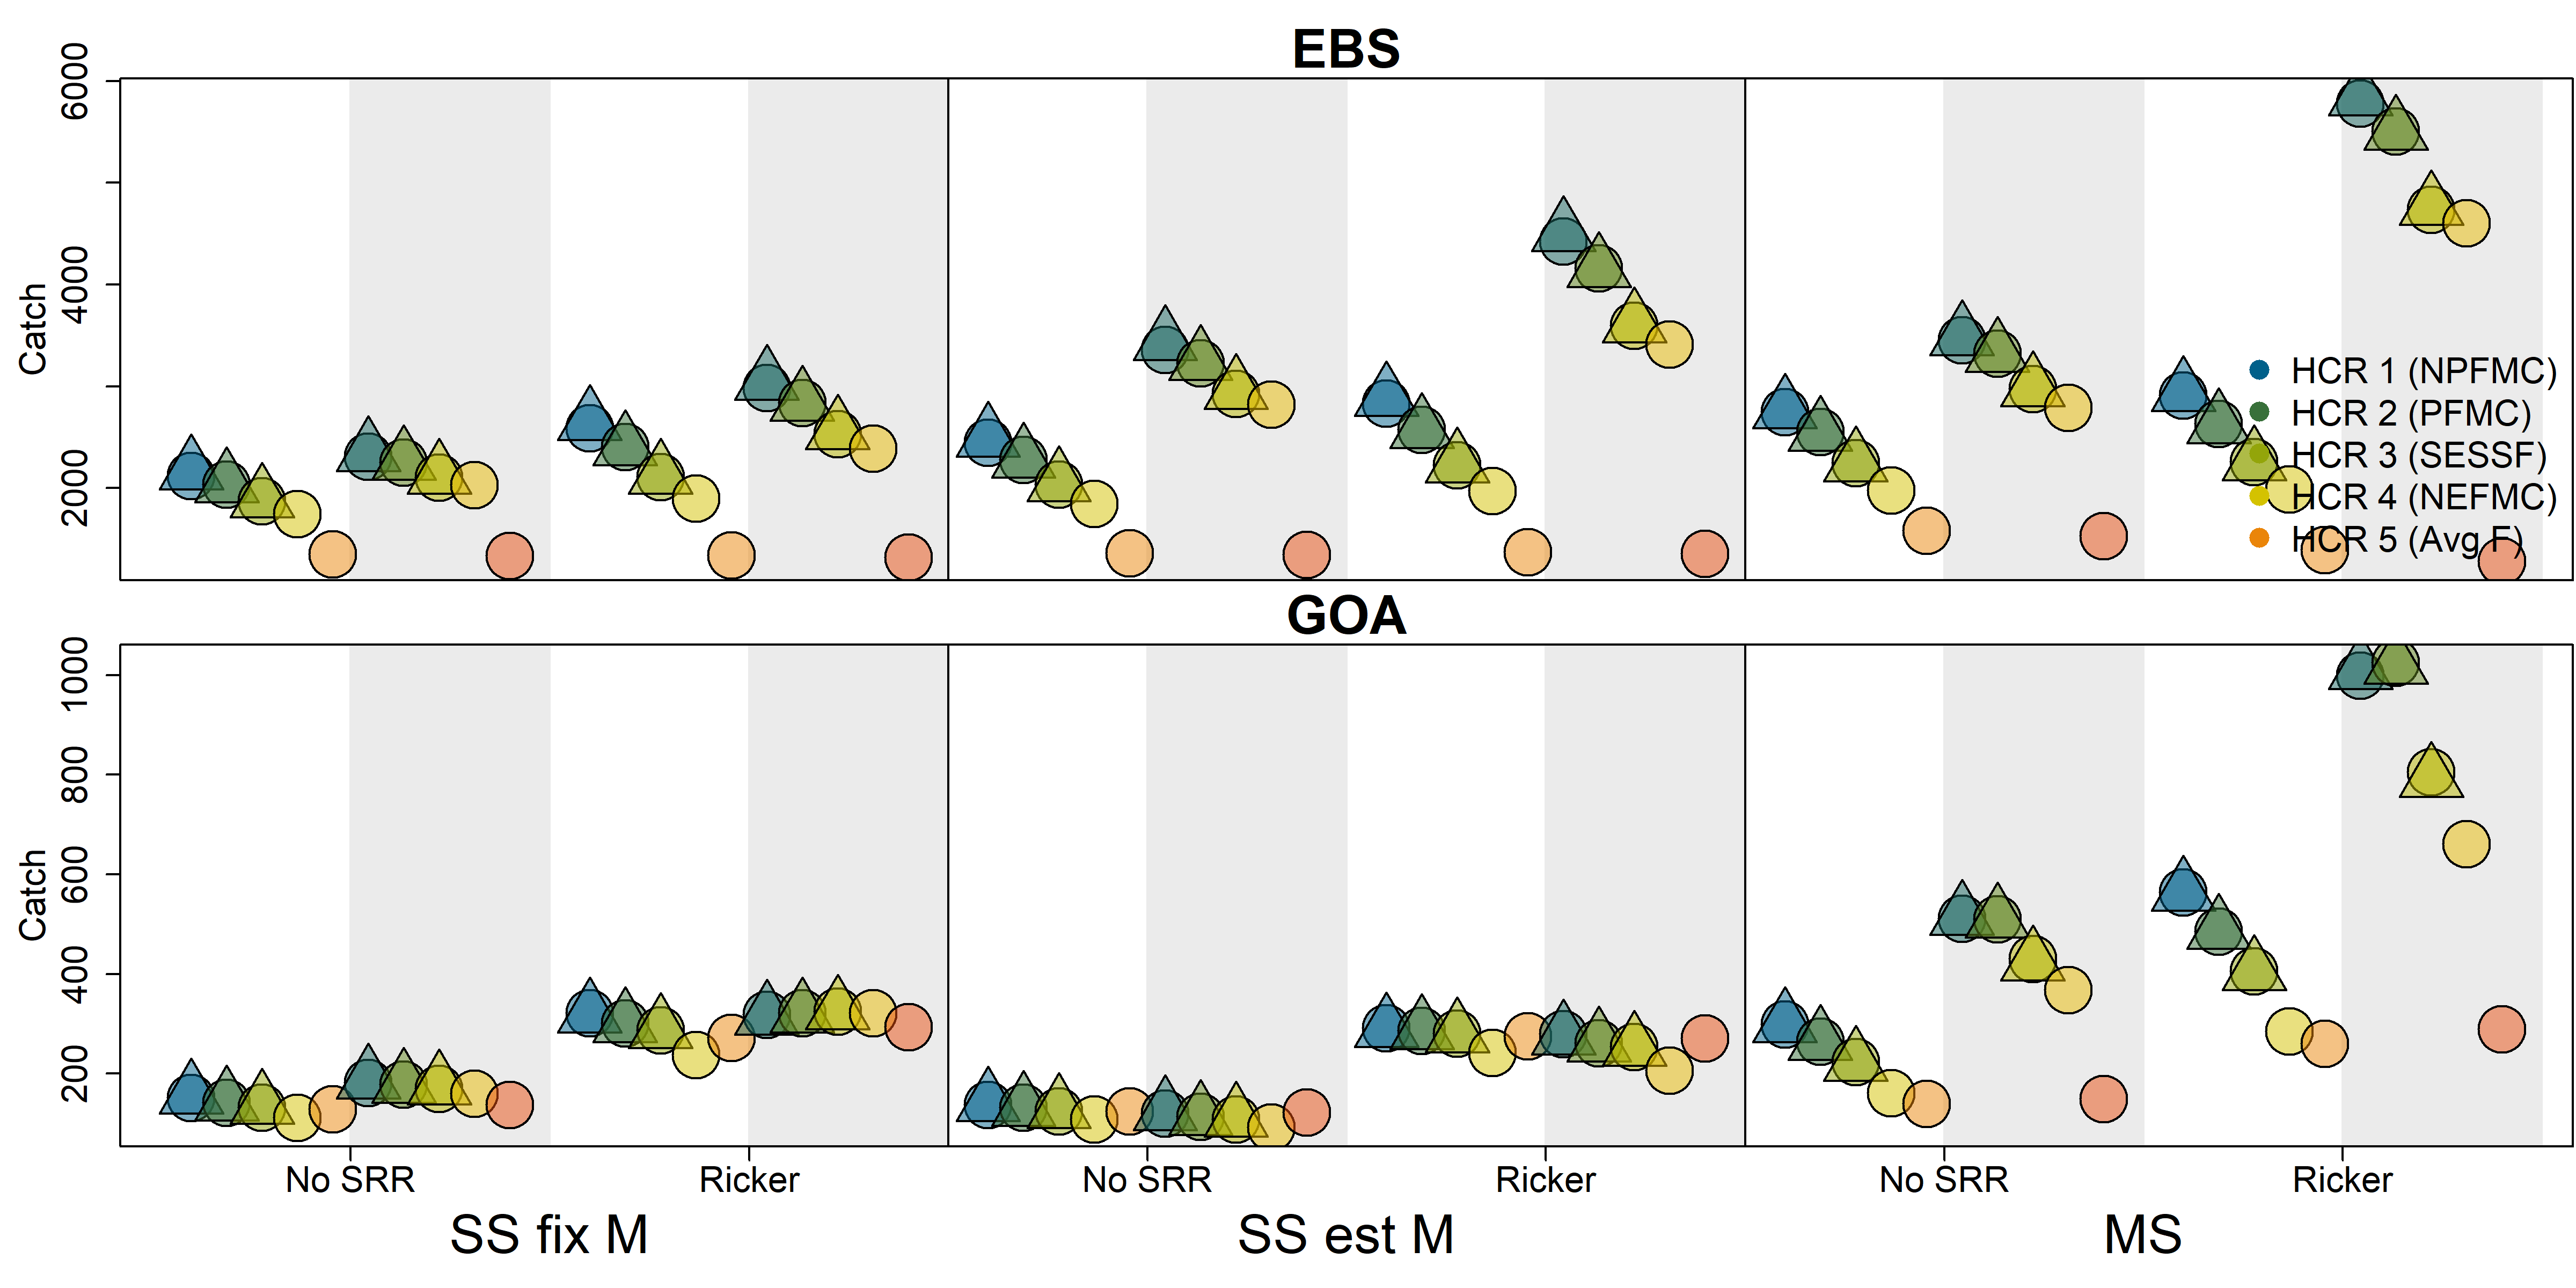 EBS
Catch
6000
4000
2000
HCR 1 (NPFMC)
HCR 2 (PFMC)
HCR 3 (SESSF)
HCR 4 (NEFMC)
HCR 5 (Avg F)
GOA
Catch
1000
800
600
400
200
No SRR Ricker No SRR Ricker No SRR Ricker
SS fix M SS est M MS